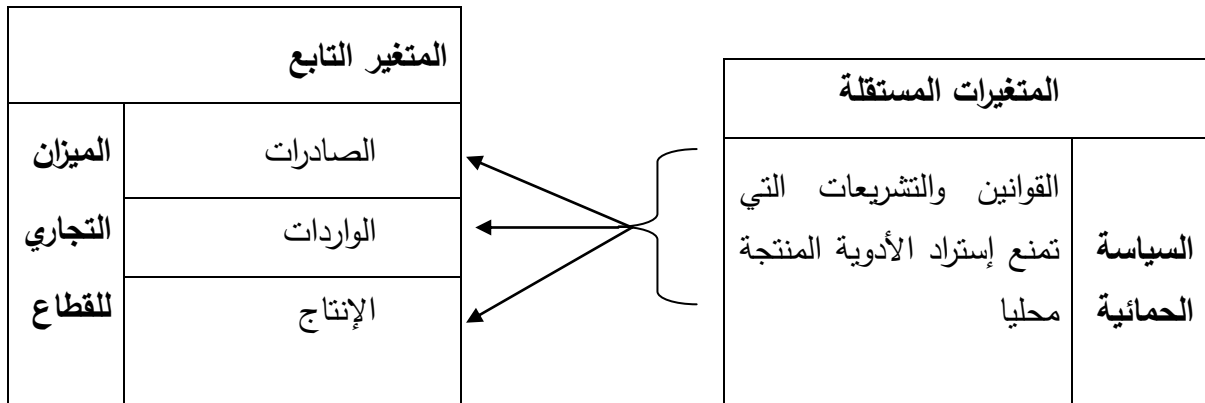 المتغيرات المستقلة
السياسة
الحمائية
القوانين والتشريعات التي
تمنع إستراد الأدوية المنتجة
محليا
المتغير التابع
الصادرات
الواردات
الإنتاج
الميزان
التجاري
للقطاع